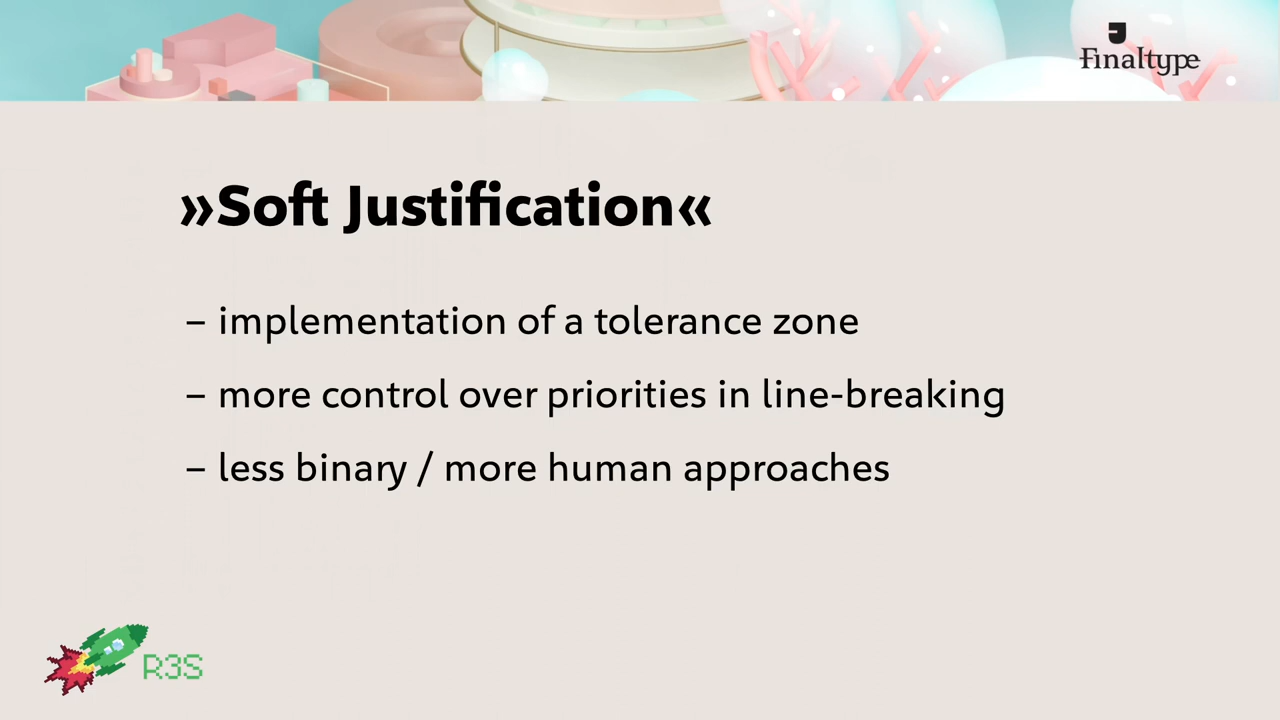 Finaltype
»Soft Justification«
– implementation of a tolerance zone
– more control over priorities in line-breaking
– less binary / more human approaches
R3S